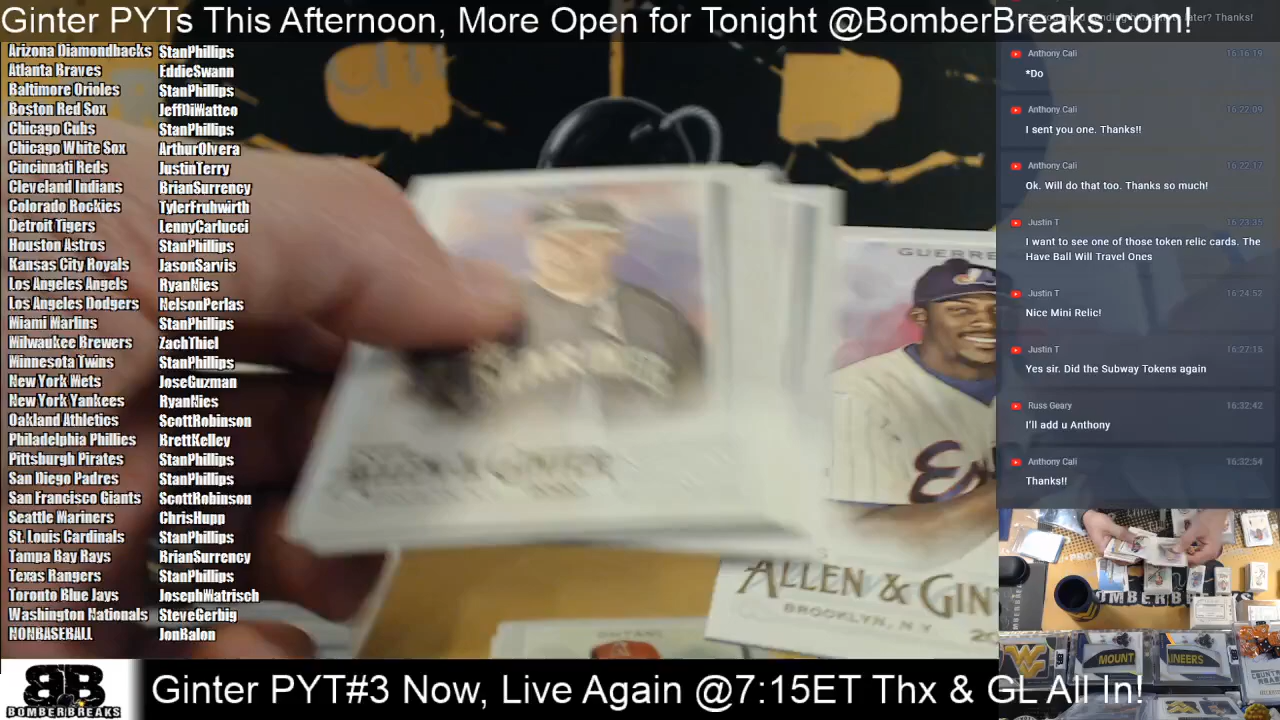 Ginter PYTs This Afternoon, More Open for Tonight @BomberBreaks.com!
Arizona Diamondbacks StanPhillips
Atlanta Braves EddieSwann
Baltimore Orioles StanPhillips
Boston Red Sox JeffDiMatteo
Chicago Cubs StanPhillips
Chicago White Sox ArthurOlvera
Cincinnati Reds JustinTerry
Cleveland Indians BrianSurrency
Colorado Rockies TylerFruhwirth
Detroit Tigers LennyCarlucci
Houston Astros StanPhillips
Kansas City Royals JasonSarvis
Los Angeles Angels RyanNies
Los Angeles Dodgers NelsonPerlas
Miami Marlins StanPhillips
Milwaukee Brewers ZachThiel
Minnesota Twins StanPhillips
New York Mets JoseGuzman
New York Yankees RyanNies
Oakland Athletics ScottRobinson
Philadelphia Phillies BrettKelley
Pittsburgh Pirates StanPhillips
San Diego Padres StanPhillips
San Francisco Giants ScottRobinson
Seattle Mariners ChrisHupp
St. Louis Cardinals StanPhillips
Tampa Bay Rays BrianSurrency
Texas Rangers StanPhillips
Toronto Blue Jays JosephWatrisch
Washington Nationals SteveGerbig
NONBASEBALL JonBalon
GUERRE
Ex
ALLEN & GIN
BROOKLYN, NY
20
OHTANI
later? Thanks!
Anthony Cali 16:16:19
*Do
Anthony Cali 16:22:09
I sent you one. Thanks!!
Anthony Cali 16:22:17
Ok. Will do that too. Thanks so much!
Justin T 16:23:35
I want to see one of those token relic cards. The
Have Ball Will Travel Ones
Justin T 16:24:52
Nice Mini Relic!
Justin T 16:27:15
Yes sir. Did the Subway Tokens again
Russ Geary 16:32:42
I'll add u Anthony
Anthony Cali 16:32:54
Thanks!!
BOMBERBREAKS
MOUNT AINEERS
BOMBERBREAKS
Ginter PYT#3 Now, Live Again @7:15ET Thx & GL All In!